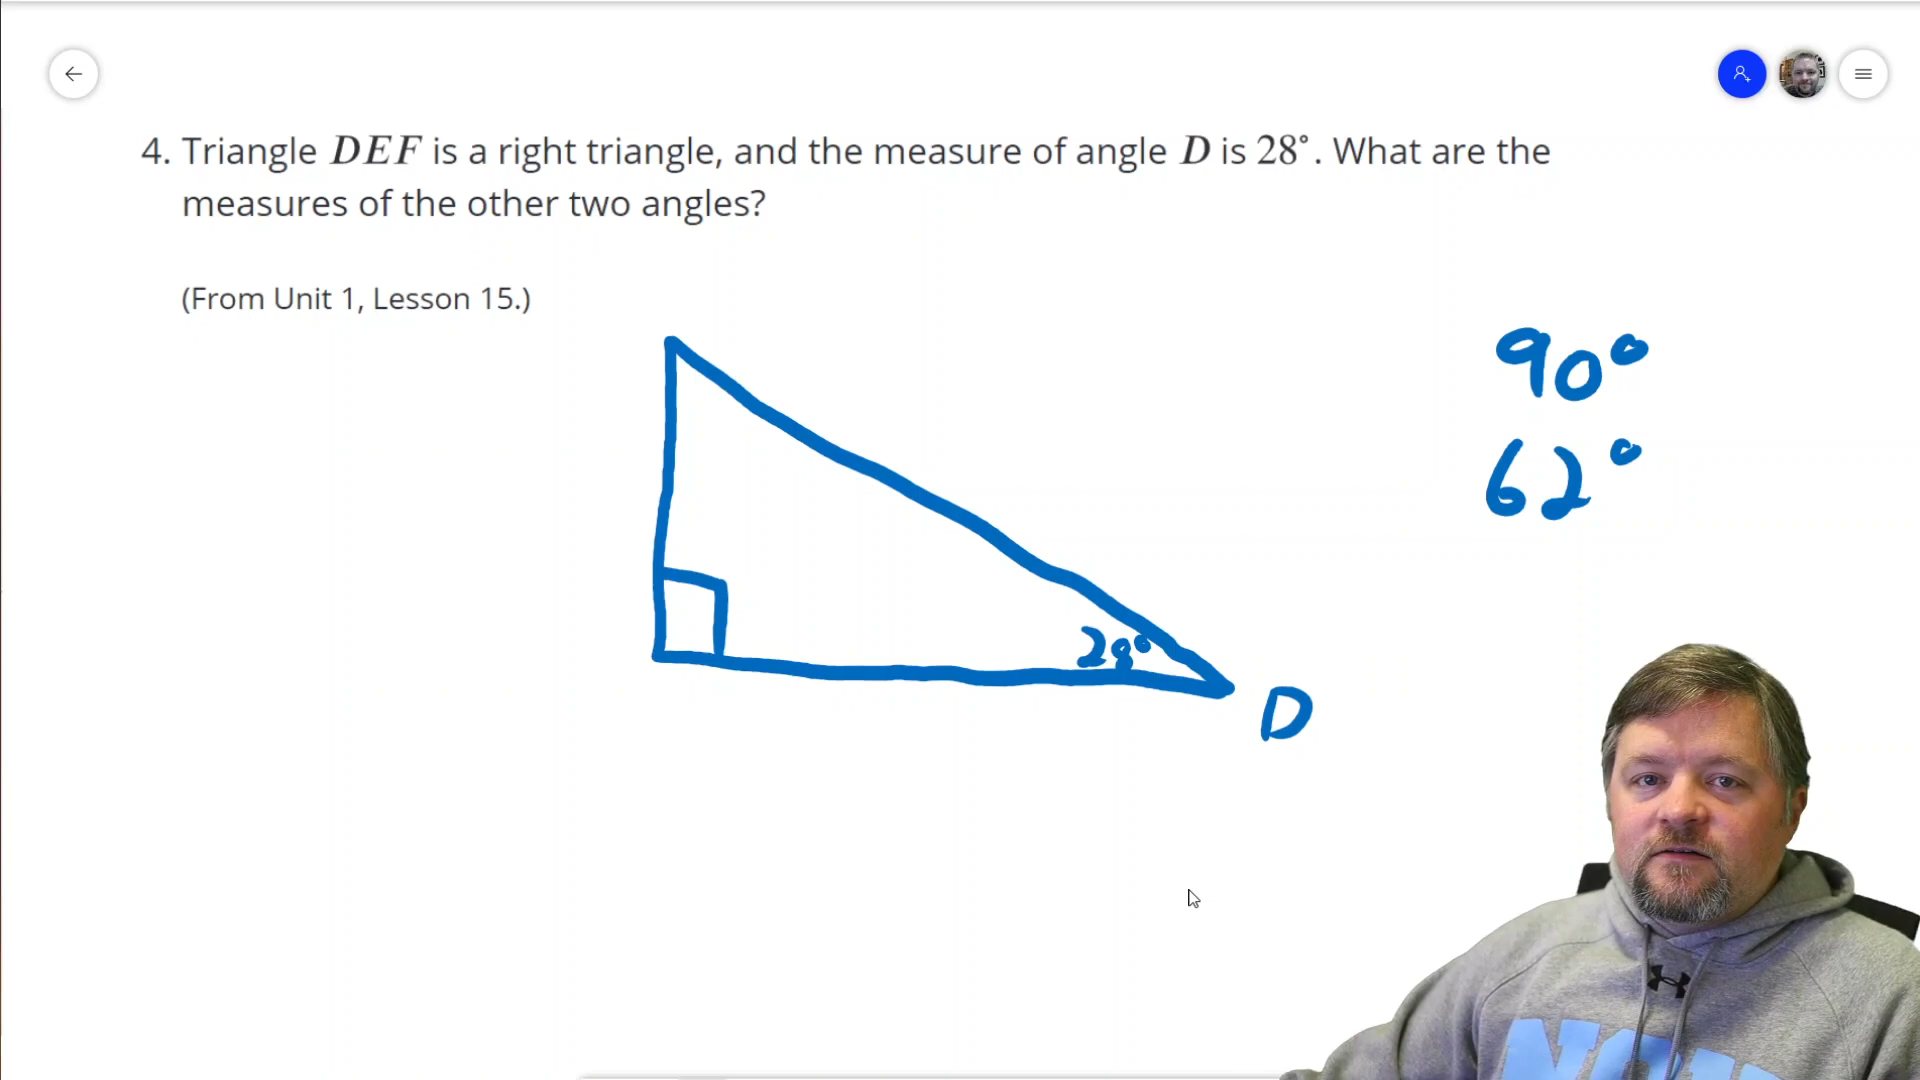 4. Triangle DEF is a right triangle, and the measure of angle D is 28°. What are the
measures of the other two angles?
(From Unit 1, Lesson 15.)
90°
62°
28°
D